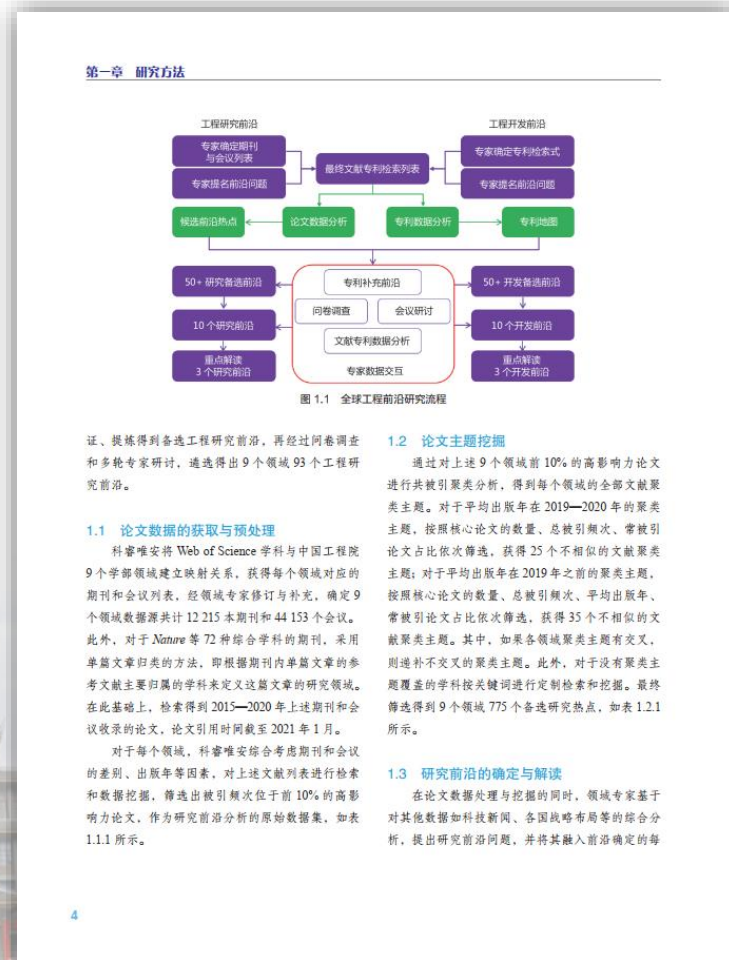 第一章 研究方法
工程研究前沿
工程开发前沿
专家确定期刊
与会议列表
专家提名前沿问题
最终文献专利检索列表
专家确定专利检索式
专家提名前沿问题
候选前沿热点
论文数据分析
专利数据分析
专利地图
50+ 研究备选前沿
10 个研究前沿
重点解读
3 个研究前沿
专利补充前沿
问卷调查
会议研讨
文献专利数据分析
专家数据交互
50+ 开发备选前沿
10 个开发前沿
重点解读
3 个开发前沿
图 1.1 全球工程前沿研究流程
证、提炼得到备选工程研究前沿，再经过问卷调查
和多轮专家研讨，遴选得出 9 个领域 93 个工程研
究前沿。
1.1 论文数据的获取与预处理
科睿唯安将 Web of Science 学科与中国工程院
9 个学部领域建立映射关系，获得每个领域对应的
期刊和会议列表，经领域专家修订与补充，确定 9
个领域数据源共计 12 215 本期刊和 44 153 个会议。
此外，对于 Nature 等 72 种综合学科的期刊，采用
单篇文章归类的方法，即根据期刊内单篇文章的参
考文献主要归属的学科来定义这篇文章的研究领域。
在此基础上，检索得到 2015—2020 年上述期刊和会
议收录的论文，论文引用时间截至 2021 年 1 月。
对于每个领域，科睿唯安综合考虑期刊和会议
的差别、出版年等因素，对上述文献列表进行检索
和数据挖掘，筛选出被引频次位于前 10% 的高影
响力论文，作为研究前沿分析的原始数据集，如表
1.1.1 所示。
1.2 论文主题挖掘
通过对上述 9 个领域前 10% 的高影响力论文
进行共被引聚类分析，得到每个领域的全部文献聚
类主题。对于平均出版年在 2019—2020 年的聚类
主题，按照核心论文的数量、总被引频次、常被引
论文占比依次筛选，获得 25 个不相似的文献聚类
主题；对于平均出版年在 2019 年之前的聚类主题，
按照核心论文的数量、总被引频次、平均出版年、
常被引论文占比依次筛选，获得 35 个不相似的文
献聚类主题。其中，如果各领域聚类主题有交叉，
则递补不交叉的聚类主题。此外，对于没有聚类主
题覆盖的学科按关键词进行定制检索和挖掘。最终
筛选得到 9 个领域 775 个备选研究热点，如表 1.2.1
所示。
1.3 研究前沿的确定与解读
在论文数据处理与挖掘的同时，领域专家基于
对其他数据如科技新闻、各国战略布局等的综合分
析，提出研究前沿问题，并将其融入前沿确定的每
4